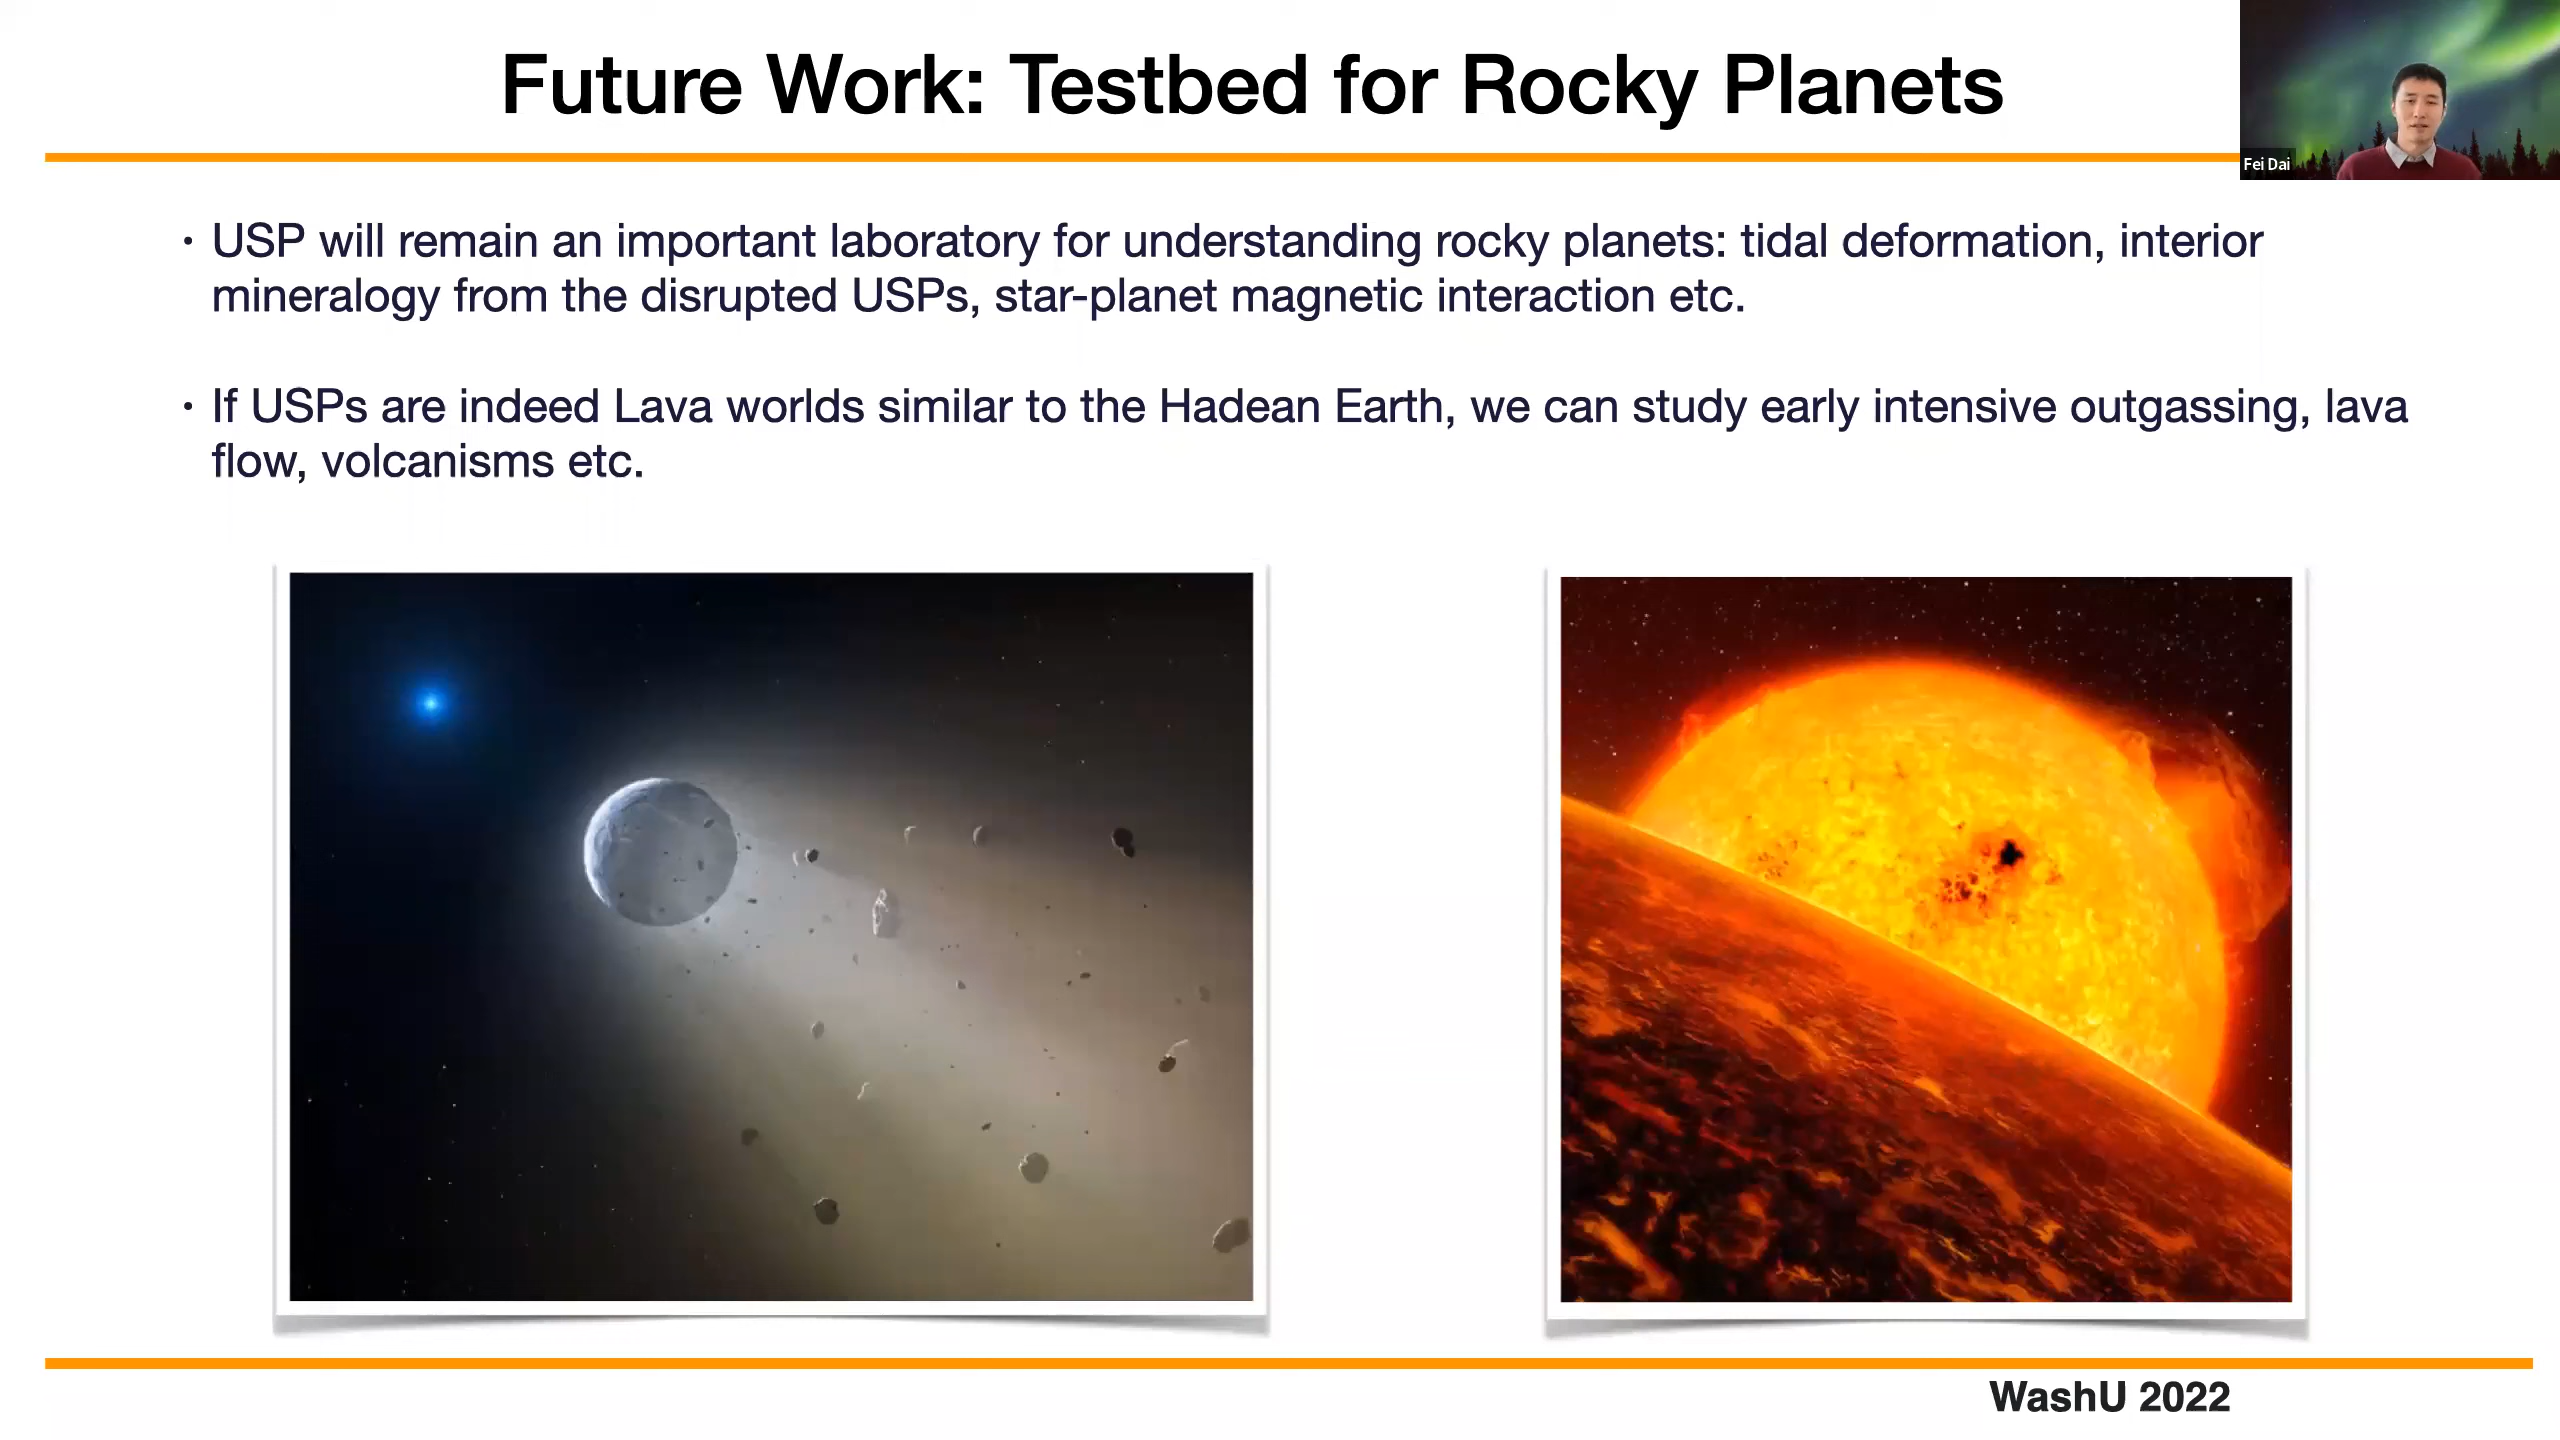 Future Work: Testbed for Rocky Planets
Fei Dai
• USP will remain an important laboratory for understanding rocky planets: tidal deformation, interior
mineralogy from the disrupted USPs, star-planet magnetic interaction etc.
• If USPs are indeed Lava worlds similar to the Hadean Earth, we can study early intensive outgassing, lava
flow, volcanisms etc.
WashU 2022